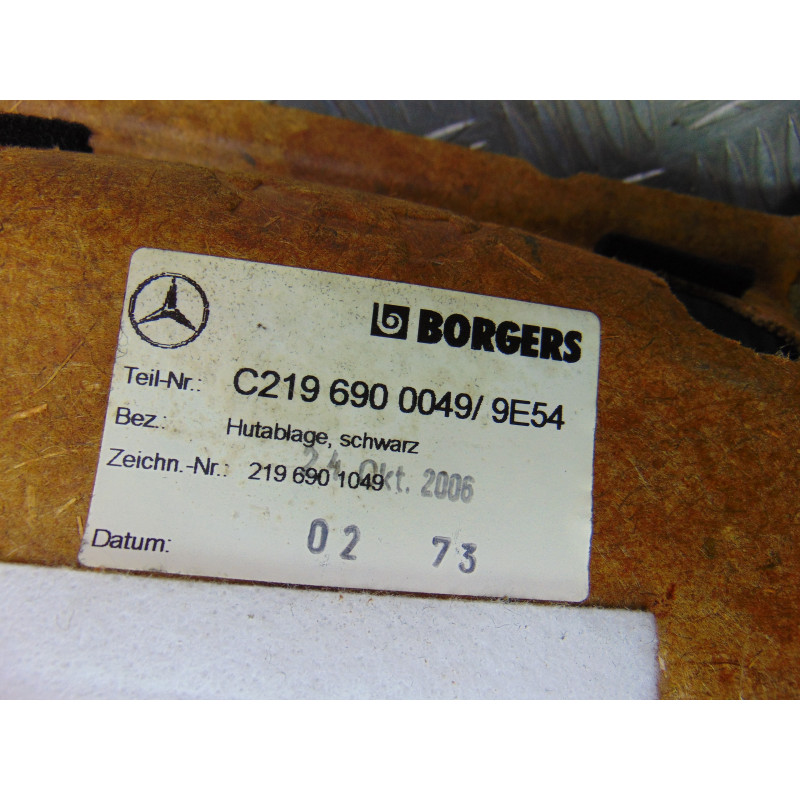 BORGERS
Teil-Nr.: C219 690 0049/ 9E54
Bez.: Hutablage, schwarz
Zeichn.-Nr.: 219 690 1049
24. Okt. 2006
Datum: 02 73